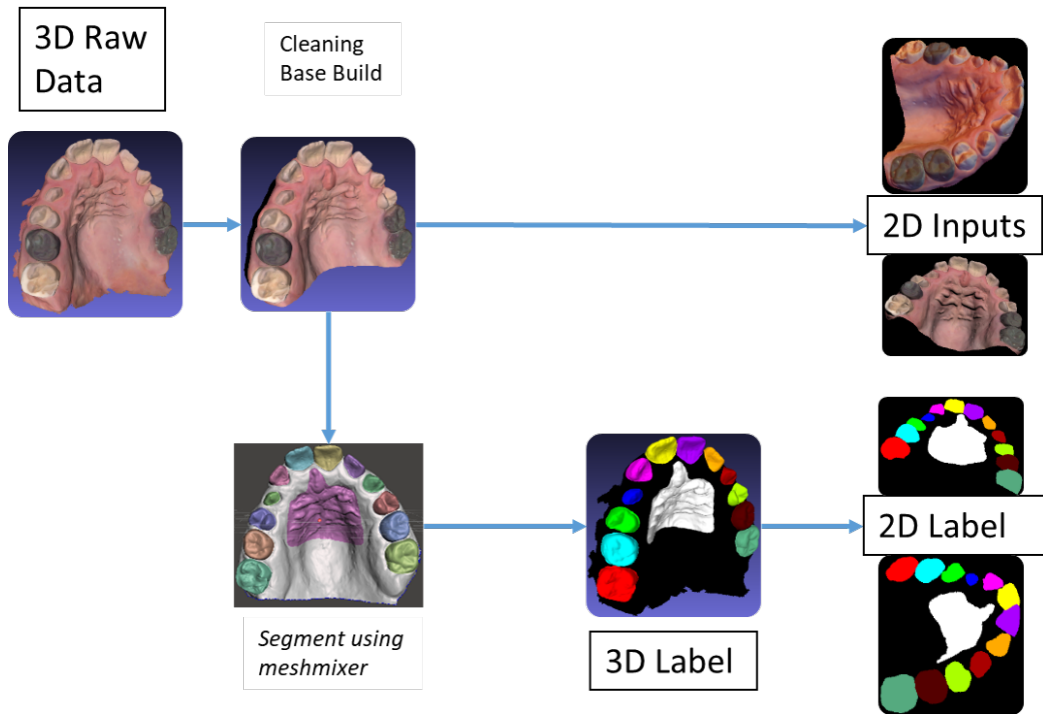 3D Raw
Data
Cleaning
Base Build
2D Inputs
Segment using
meshmixer
3D Label
2D Label